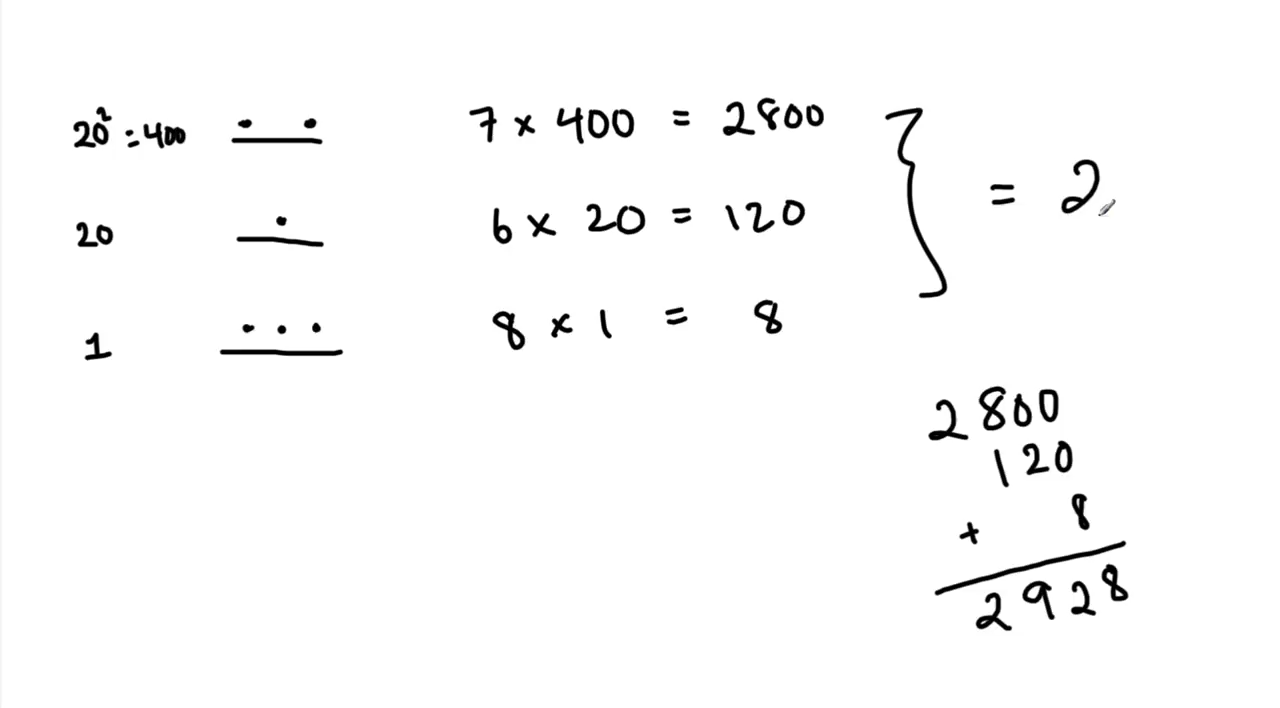 20² = 400 7 × 400 = 2800
20 6 × 20 = 120
1 8 × 1 = 8
= 2
2800
120
+ 8
2928